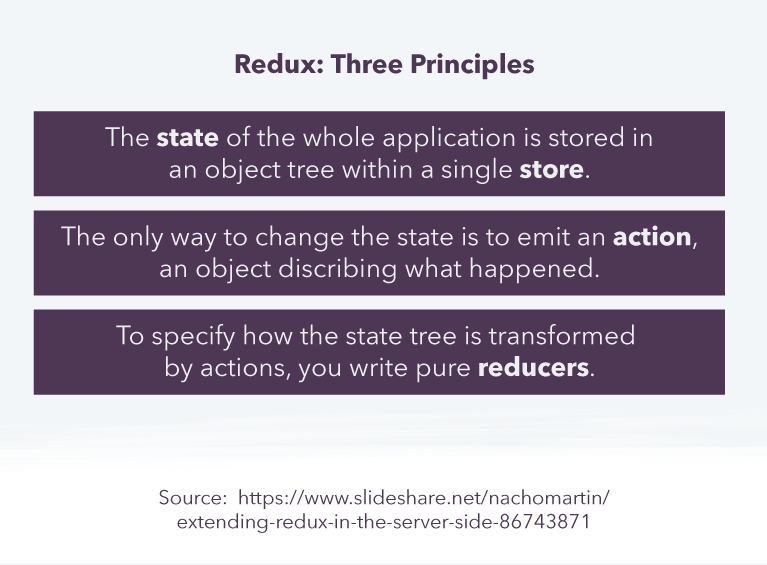 Redux: Three Principles
The state of the whole application is stored in
an object tree within a single store.
The only way to change the state is to emit an action,
an object discribing what happened.
To specify how the state tree is transformed
by actions, you write pure reducers.
Source: https://www.slideshare.net/nachomartin/
extending-redux-in-the-server-side-86743871